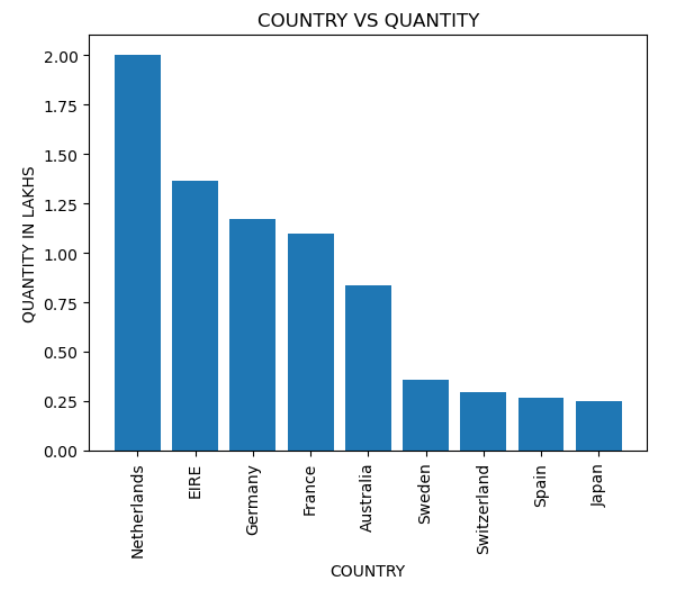 COUNTRY VS QUANTITY
QUANTITY IN LAKHS
2.00
1.75
1.50
1.25
1.00
0.75
0.50
0.25
0.00
Netherlands
EIRE
Germany
France
Australia
Sweden
Switzerland
Spain
Japan
COUNTRY